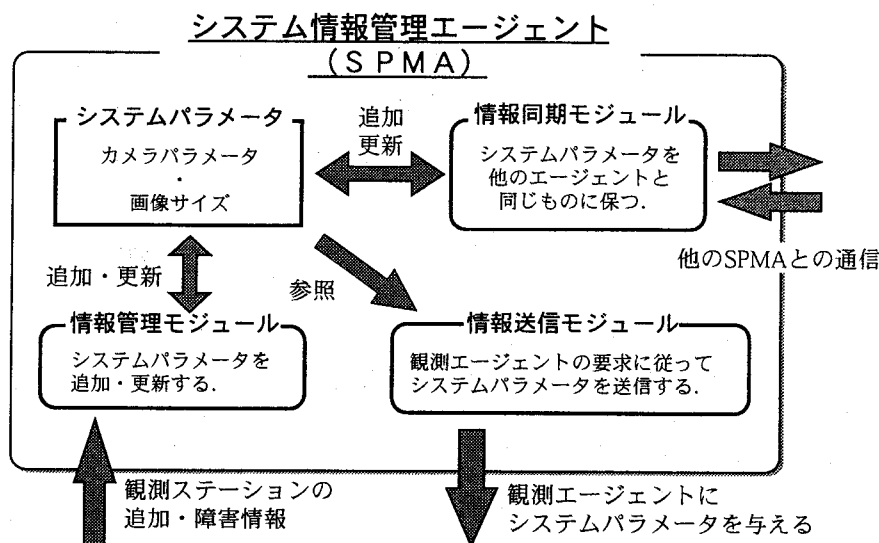 システム情報管理エージェント
(SPMA)
システムパラメータ
カメラパラメータ
・
画像サイズ
追加
更新
情報同期モジュール
システムパラメータを
他のエージェントと
同じものに保つ.
他のSPMAとの通信
追加・更新
参照
情報管理モジュール
システムパラメータを
追加・更新する.
情報送信モジュール
観測エージェントの要求に従って
システムパラメータを送信する.
観測ステーションの
追加・障害情報
観測エージェントに
システムパラメータを与える